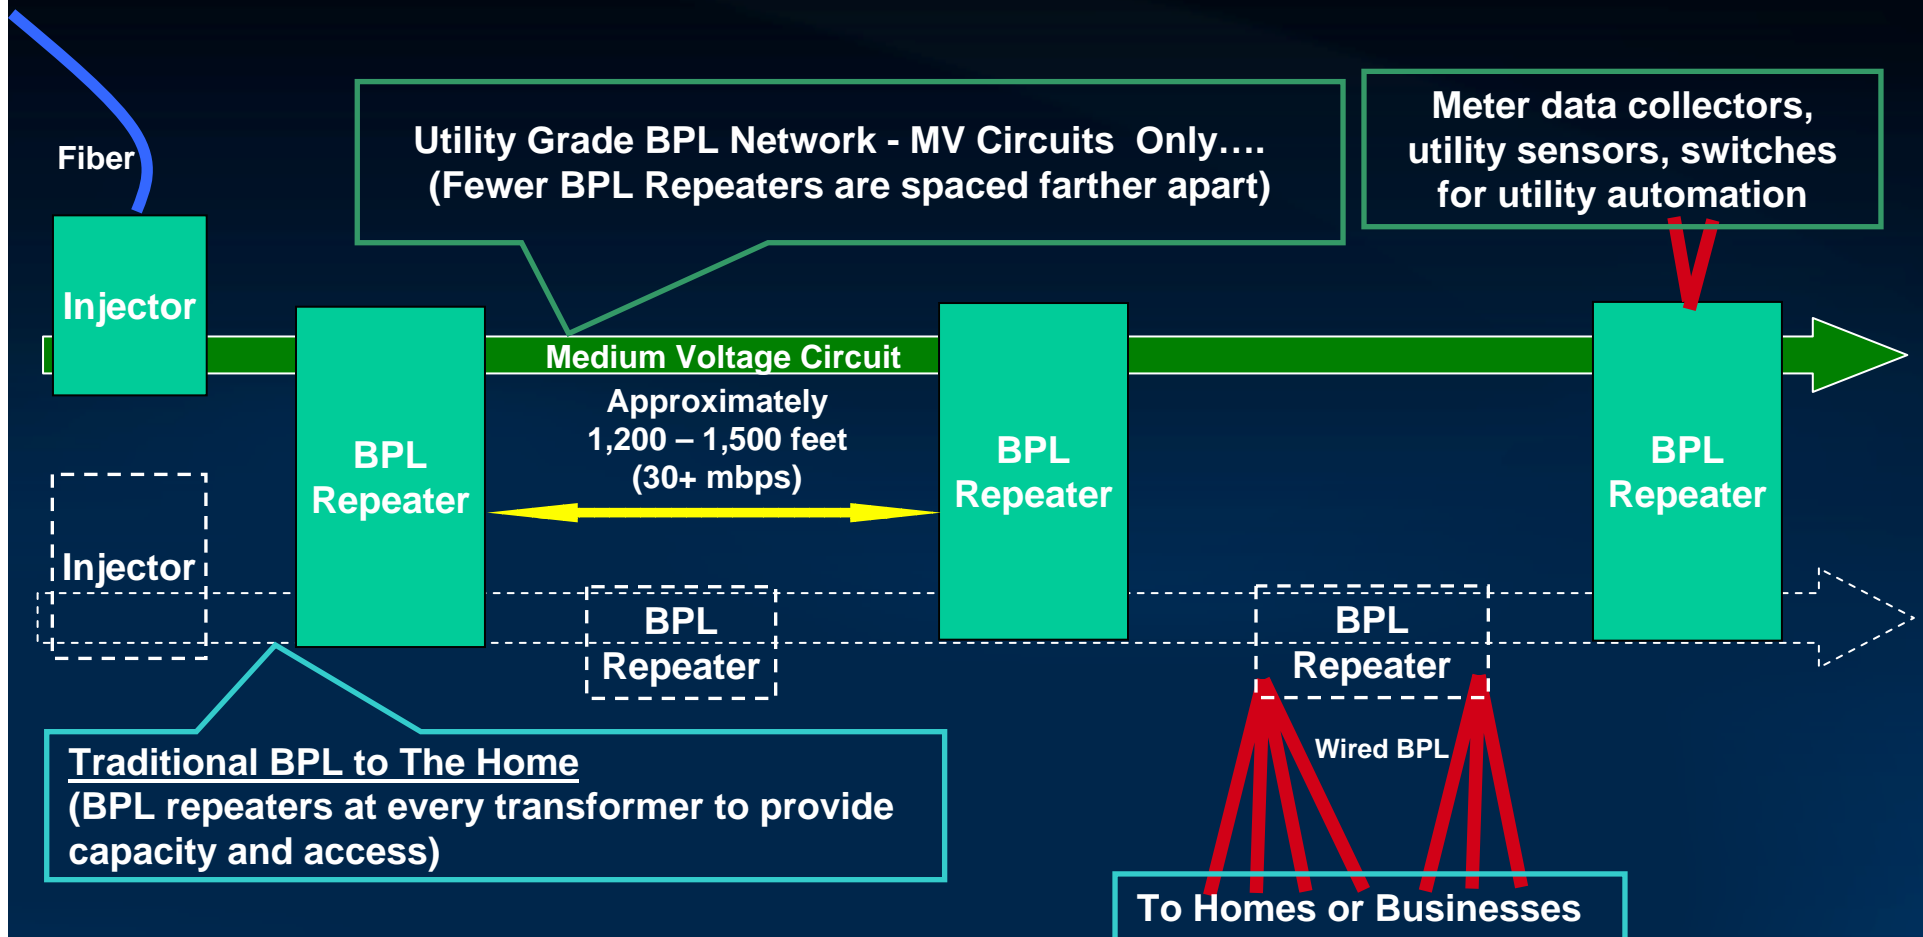 Fiber
Utility Grade BPL Network - MV Circuits  Only….
(Fewer BPL Repeaters are spaced farther apart)
Meter data collectors,
utility sensors, switches
for utility automation
Injector
Medium Voltage Circuit
Approximately
1,200 – 1,500 feet
(30+ mbps)
BPL
Repeater
BPL
Repeater
BPL
Repeater
Injector
BPL
Repeater
BPL
Repeater
Traditional BPL to The Home
(BPL repeaters at every transformer to provide
capacity and access)
Wired BPL
To Homes or Businesses